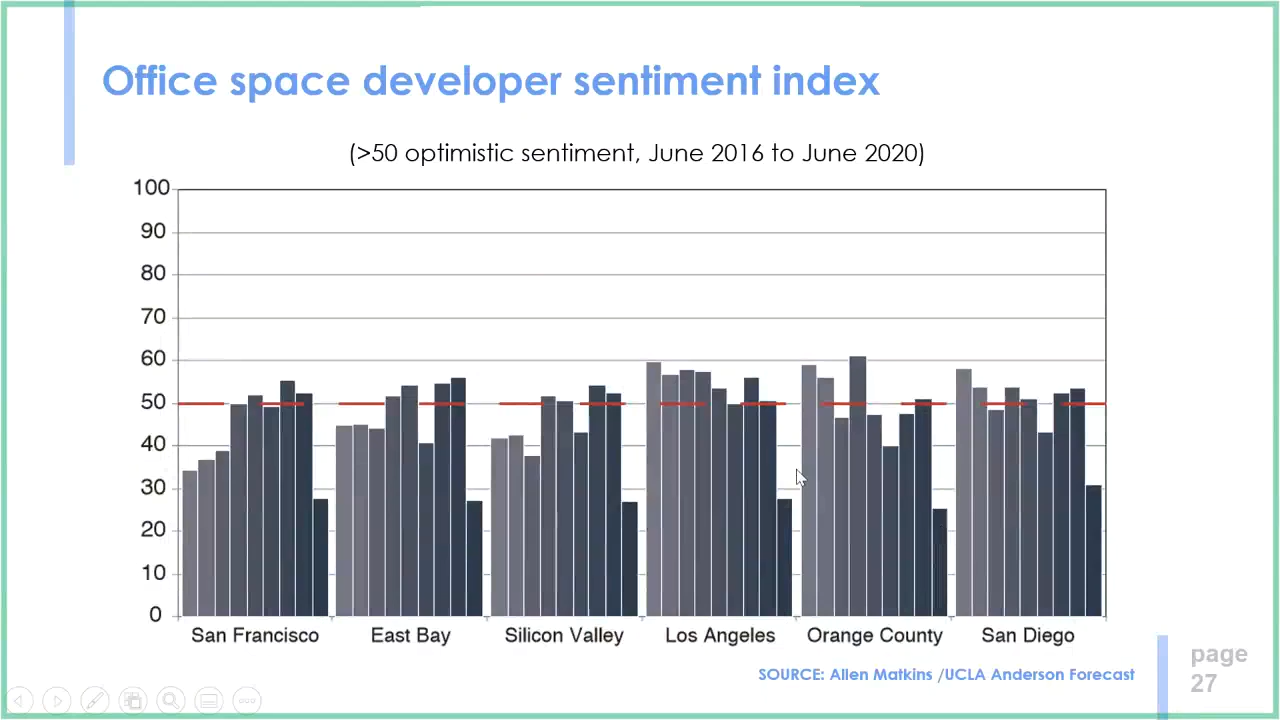 Office space developer sentiment index
(>50 optimistic sentiment, June 2016 to June 2020)
100
90
80
70
60
50
40
30
20
10
0
San Francisco East Bay Silicon Valley Los Angeles Orange County San Diego
SOURCE: Allen Matkins /UCLA Anderson Forecast
page
27